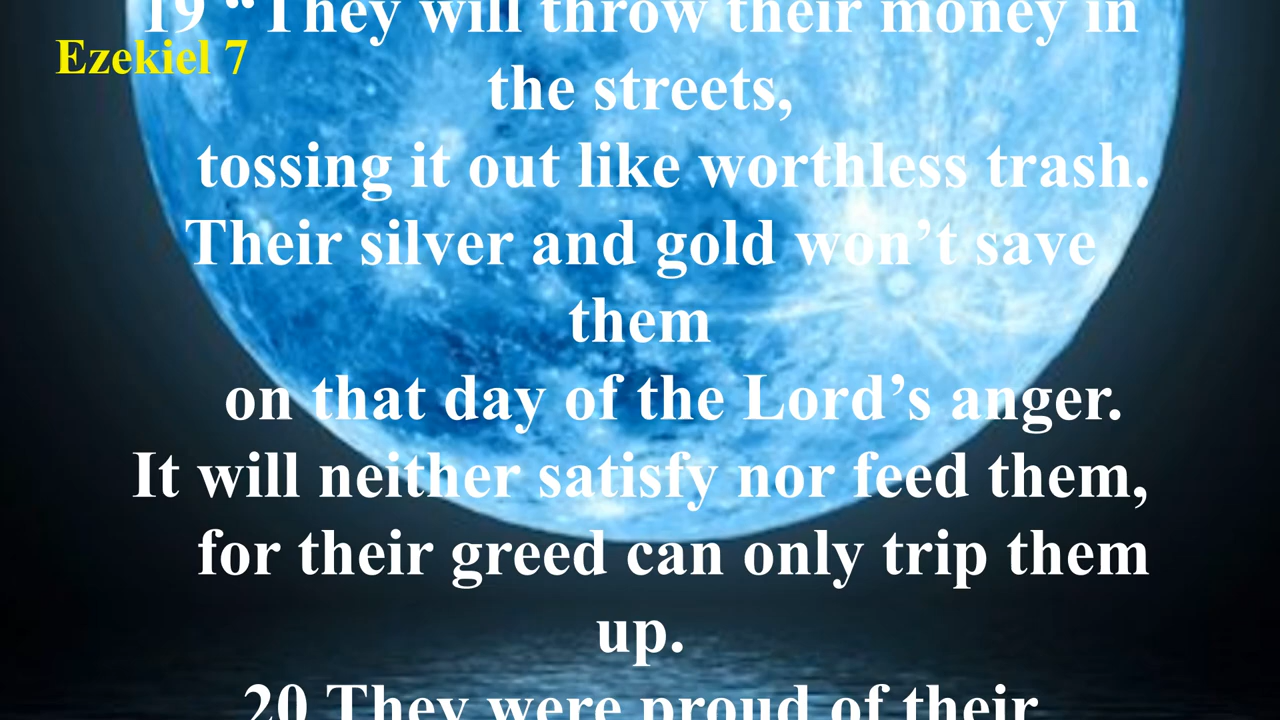 19 “They will throw their money in
Ezekiel 7
the streets,
tossing it out like worthless trash.
Their silver and gold won’t save
them
on that day of the Lord’s anger.
It will neither satisfy nor feed them,
for their greed can only trip them
up.
20 They were proud of their